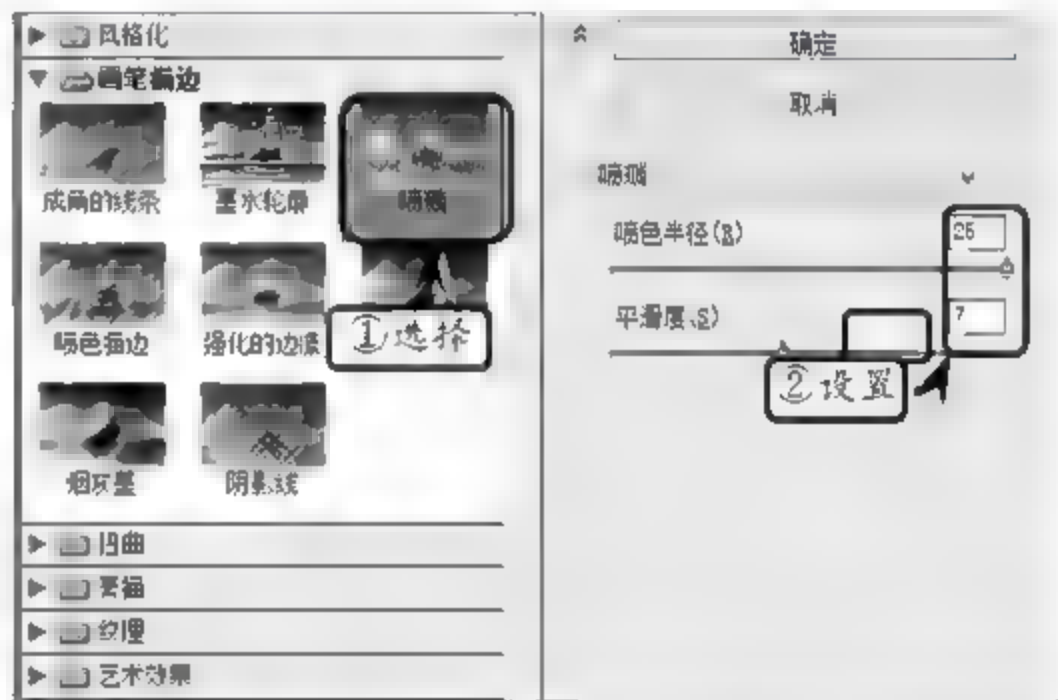 风格化
画笔描边
成角的线条 墨水轮廓 喷溅
喷色描边 强化的边缘
①选择
烟灰墨 阴影线
扭曲
素描
纹理
艺术效果
确定
取消
喷溅
喷色半径(R) 25
平滑度(S) 7
②设置